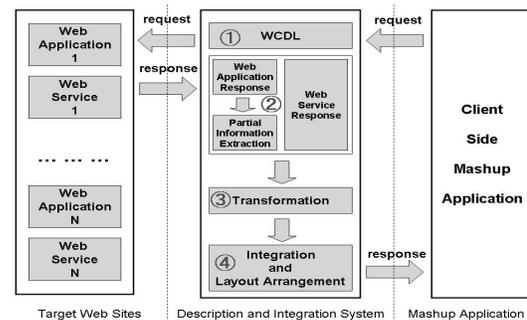 request
request
Web
Application
1
① WCDL
response
Web
Service
1
Web
Application
Response
②
Partial
Information
Extraction
Web
Service
Response
Client
Side
Mashup
Application
... ... ...
③ Transformation
Web
Application
N
④ Integration
and
Layout Arrangement
response
Web
Service
N
Target Web Sites
Description and Integration System
Mashup Application